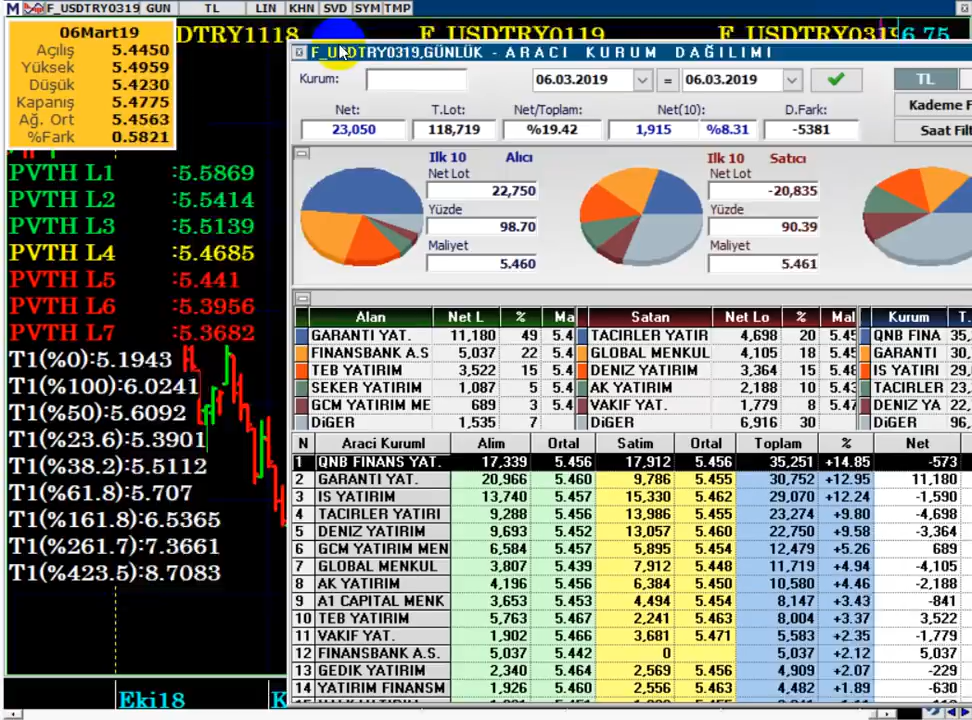 M F_USDTRY0319 GUN TL LIN KHN SVD SYM TMP
06Mart19
Açılış 5.4450
Yüksek 5.4959
Düşük 5.4230
Kapanış 5.4775
Ağ. Ort 5.4563
%Fark 0.5821
DTRY1118 F_USDTRY0119 F_USDTRY0319 6.75
F_USDTRY0319,GÜNLÜK - ARACI KURUM DAĞILIMI
Kurum: 06.03.2019 = 06.03.2019 TL
Kademe F
Saat Filt
Net: T.Lot: Net/Toplam: Net(10): D.Fark:
23,050 118,719 %19.42 1,915 %8.31 -5381
Ilk 10 Alıcı Ilk 10 Satıcı
Net Lot Net Lot
22,750 -20,835
Yüzde Yüzde
98.70 90.39
Maliyet Maliyet
5.460 5.461
PVTH L1 :5.5869
PVTH L2 :5.5414
PVTH L3 :5.5139
PVTH L4 :5.4685
PVTH L5 :5.441
PVTH L6 :5.3956
PVTH L7 :5.3682
T1(%0):5.1943
T1(%100):6.0241
T1(%50):5.6092
T1(%23.6):5.3901
T1(%38.2):5.5112
T1(%61.8):5.707
T1(%161.8):6.5365
T1(%261.7):7.3661
T1(%423.5):8.7083
Alan Net L % Ma Satan Net Lo % Mal Kurum T.
GARANTI YAT. 11,180 49 5.4 TACIRLER YATIR 4,698 20 5.45 QNB FINA 35,
FINANSBANK A.S 5,037 22 5.4 GLOBAL MENKUL 4,105 18 5.45 GARANTI 30,
TEB YATIRIM 3,522 15 5.4 DENIZ YATIRIM 3,364 15 5.48 IS YATIRI 29,
SEKER YATIRIM 1,087 5 5.4 AK YATIRIM 2,188 10 5.43 TACIRLER 23,
GCM YATIRIM ME 689 3 5.4 VAKIF YAT. 1,779 8 5.47 DENIZ YA 22,
DiGER 1,535 7 DiGER 6,916 30 DiGER 96,
N Araci Kuruml Alim Ortal Satim Ortal Toplam % Net
1 QNB FINANS YAT. 17,339 5.456 17,912 5.456 35,251 +14.85 -573
2 GARANTI YAT. 20,966 5.460 9,786 5.455 30,752 +12.95 11,180
3 IS YATIRIM 13,740 5.457 15,330 5.462 29,070 +12.24 -1,590
4 TACIRLER YATIRI 9,288 5.456 13,986 5.455 23,274 +9.80 -4,698
5 DENIZ YATIRIM 9,693 5.452 13,057 5.460 22,750 +9.58 -3,364
6 GCM YATIRIM MEN 6,584 5.457 5,895 5.454 12,479 +5.26 689
7 GLOBAL MENKUL 3,807 5.439 7,912 5.448 11,719 +4.94 -4,105
8 AK YATIRIM 4,196 5.456 6,384 5.450 10,580 +4.46 -2,188
9 A1 CAPITAL MENK 3,653 5.453 4,494 5.454 8,147 +3.43 -841
10 TEB YATIRIM 5,763 5.467 2,241 5.463 8,004 +3.37 3,522
11 VAKIF YAT. 1,902 5.466 3,681 5.471 5,583 +2.35 -1,779
12 FINANSBANK A.S. 5,037 5.442 0 5,037 +2.12 5,037
13 GEDIK YATIRIM 2,340 5.464 2,569 5.456 4,909 +2.07 -229
14 YATIRIM FINANSM 1,926 5.460 2,556 5.463 4,482 +1.89 -630
Eki18 K